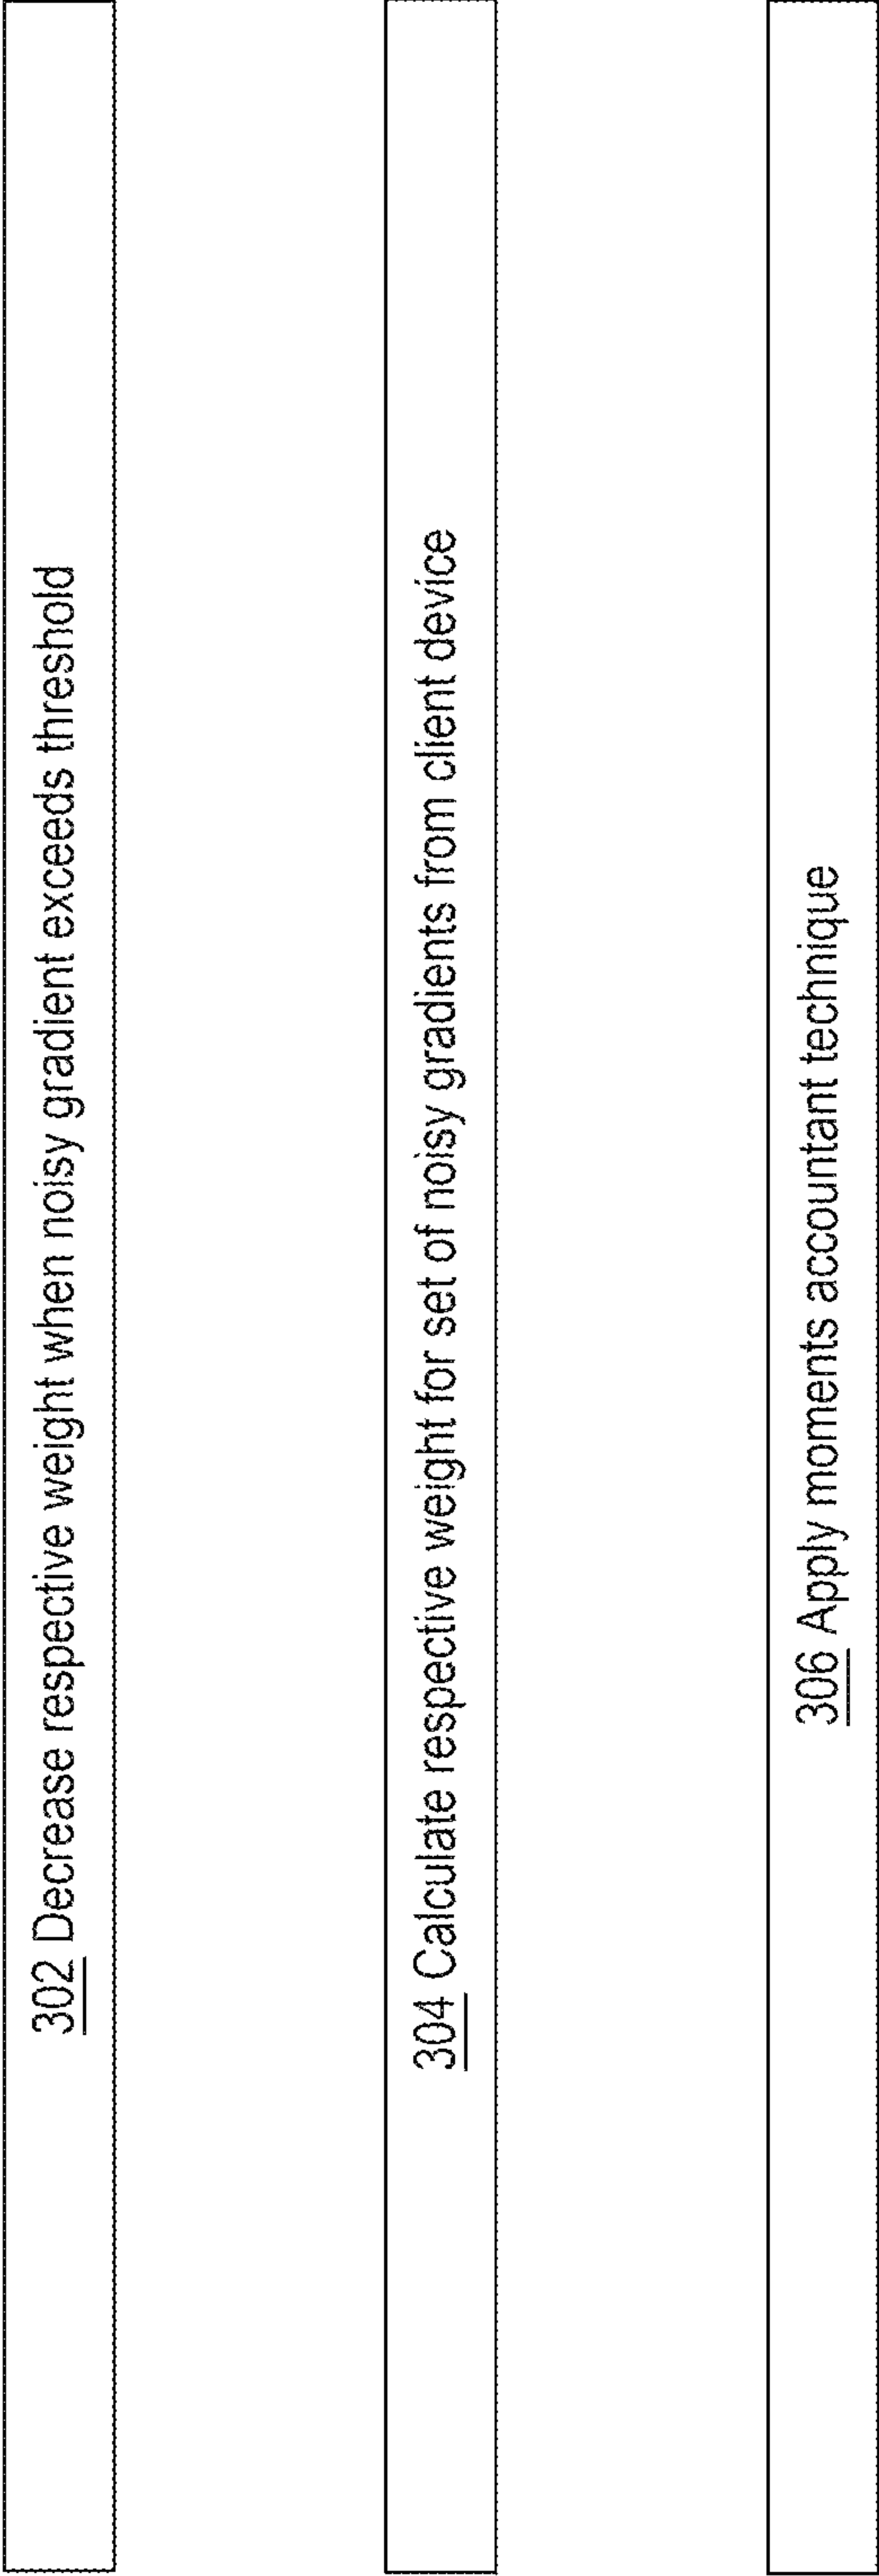 302 Decrease respective weight when noisy gradient exceeds threshold
304 Calculate respective weight for set of noisy gradients from client device
306 Apply moments accountant technique